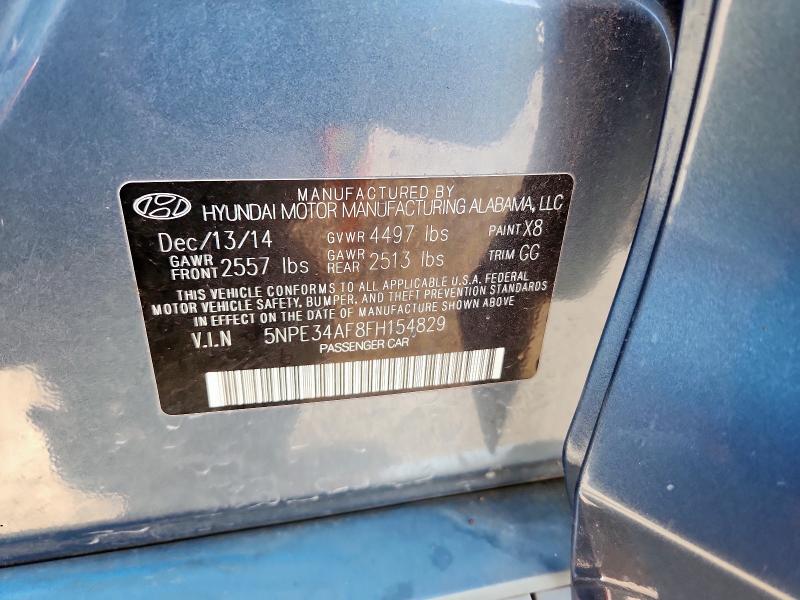 MANUFACTURED BY
HYUNDAI MOTOR MANUFACTURING ALABAMA, LLC
Dec/13/14 GVWR 4497 lbs PAINT X8
GAWR FRONT 2557 lbs GAWR REAR 2513 lbs TRIM GG
THIS VEHICLE CONFORMS TO ALL APPLICABLE U.S.A. FEDERAL
MOTOR VEHICLE SAFETY, BUMPER, AND THEFT PREVENTION STANDARDS
IN EFFECT ON THE DATE OF MANUFACTURE SHOWN ABOVE
V.I.N 5NPE34AF8FH154829
PASSENGER CAR